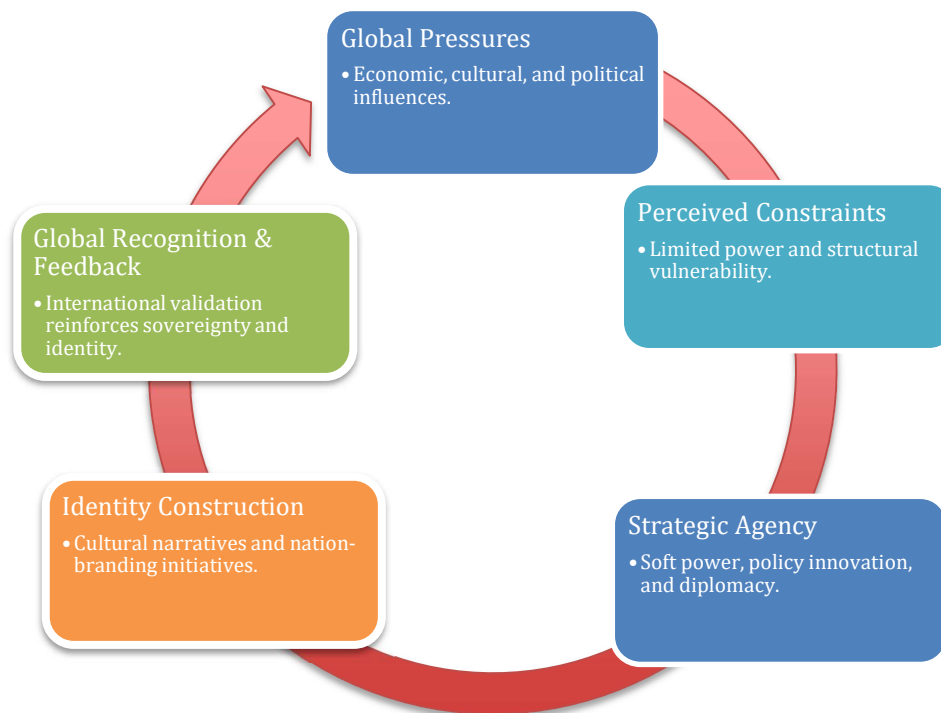 Global Pressures
• Economic, cultural, and political
influences.
Perceived Constraints
• Limited power and structural
vulnerability.
Strategic Agency
• Soft power, policy innovation,
and diplomacy.
Identity Construction
• Cultural narratives and nation-
branding initiatives.
Global Recognition &
Feedback
• International validation
reinforces sovereignty and
identity.